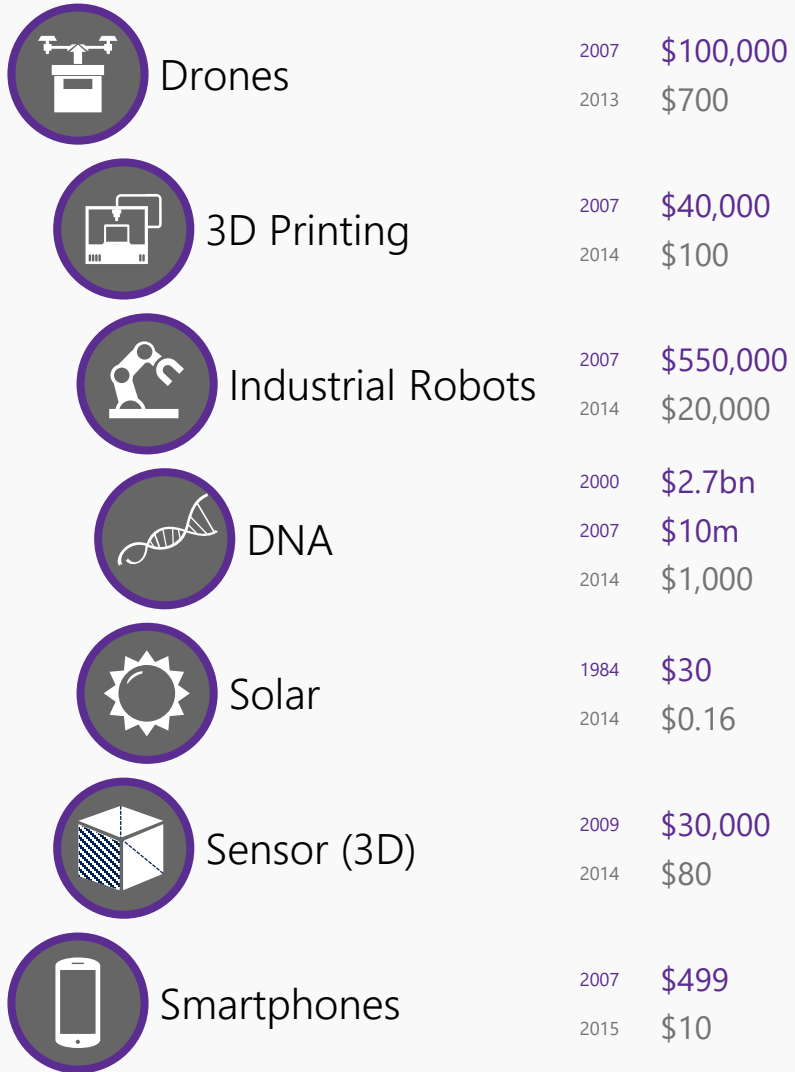 Drones
2007 $100,000
2013 $700
3D Printing
2007 $40,000
2014 $100
Industrial Robots
2007 $550,000
2014 $20,000
DNA
2000 $2.7bn
2007 $10m
2014 $1,000
Solar
1984 $30
2014 $0.16
Sensor (3D)
2009 $30,000
2014 $80
Smartphones
2007 $499
2015 $10